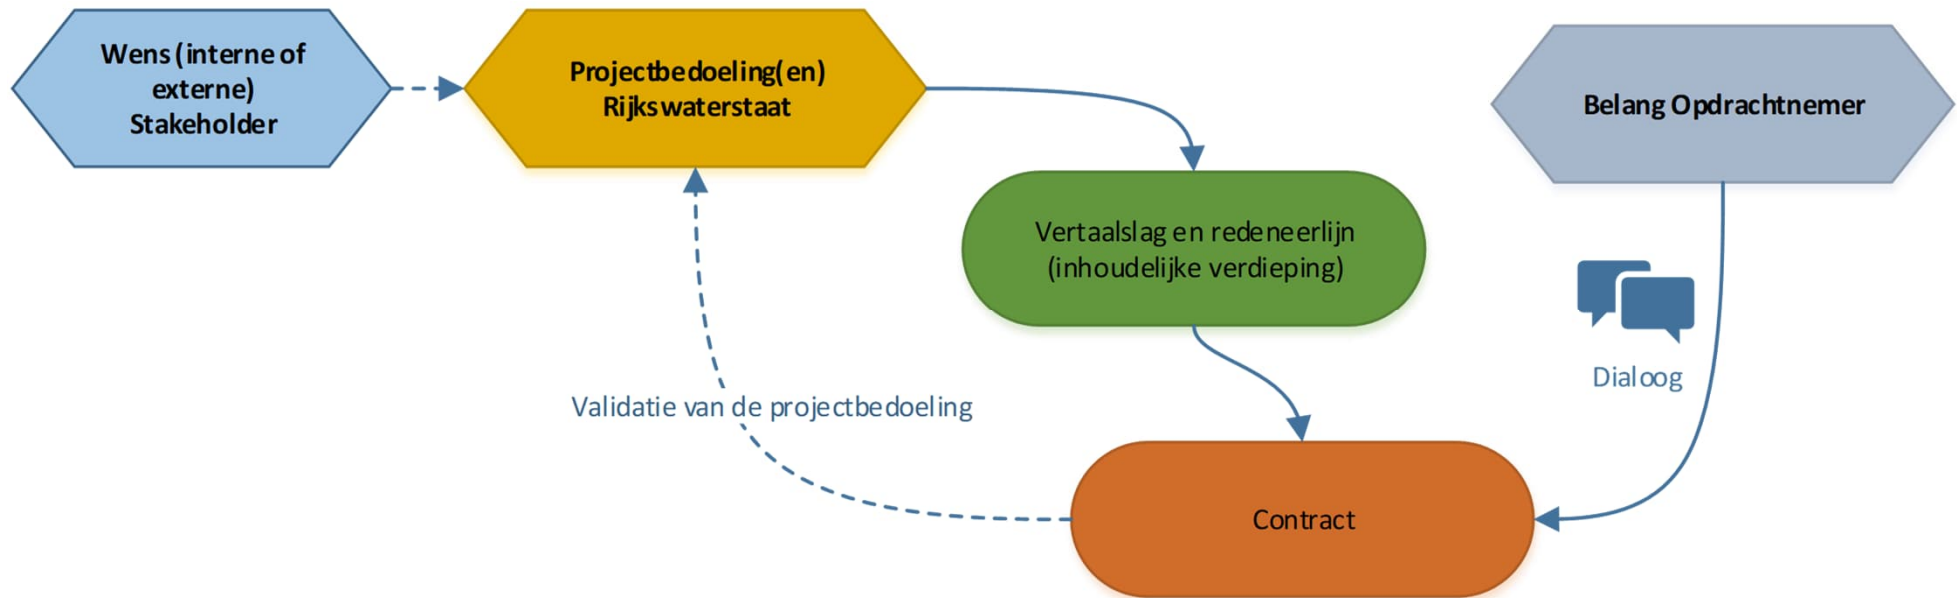 Wens (interne of
externe)
Stakeholder
Projectbedoeling(en)
Rijkswaterstaat
Belang Opdrachtnemer
Vertaalslag en redeneerlijn
(inhoudelijke verdieping)
Dialoog
Validatie van de projectbedoeling
Contract